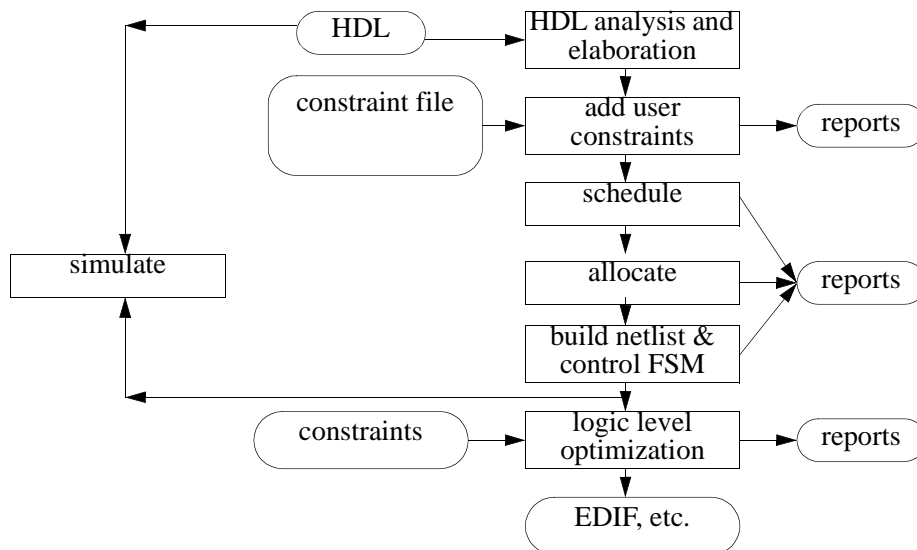 HDL
HDL analysis and
elaboration
constraint file
add user
constraints
reports
schedule
simulate
allocate
reports
build netlist &
control FSM
constraints
logic level
optimization
reports
EDIF, etc.